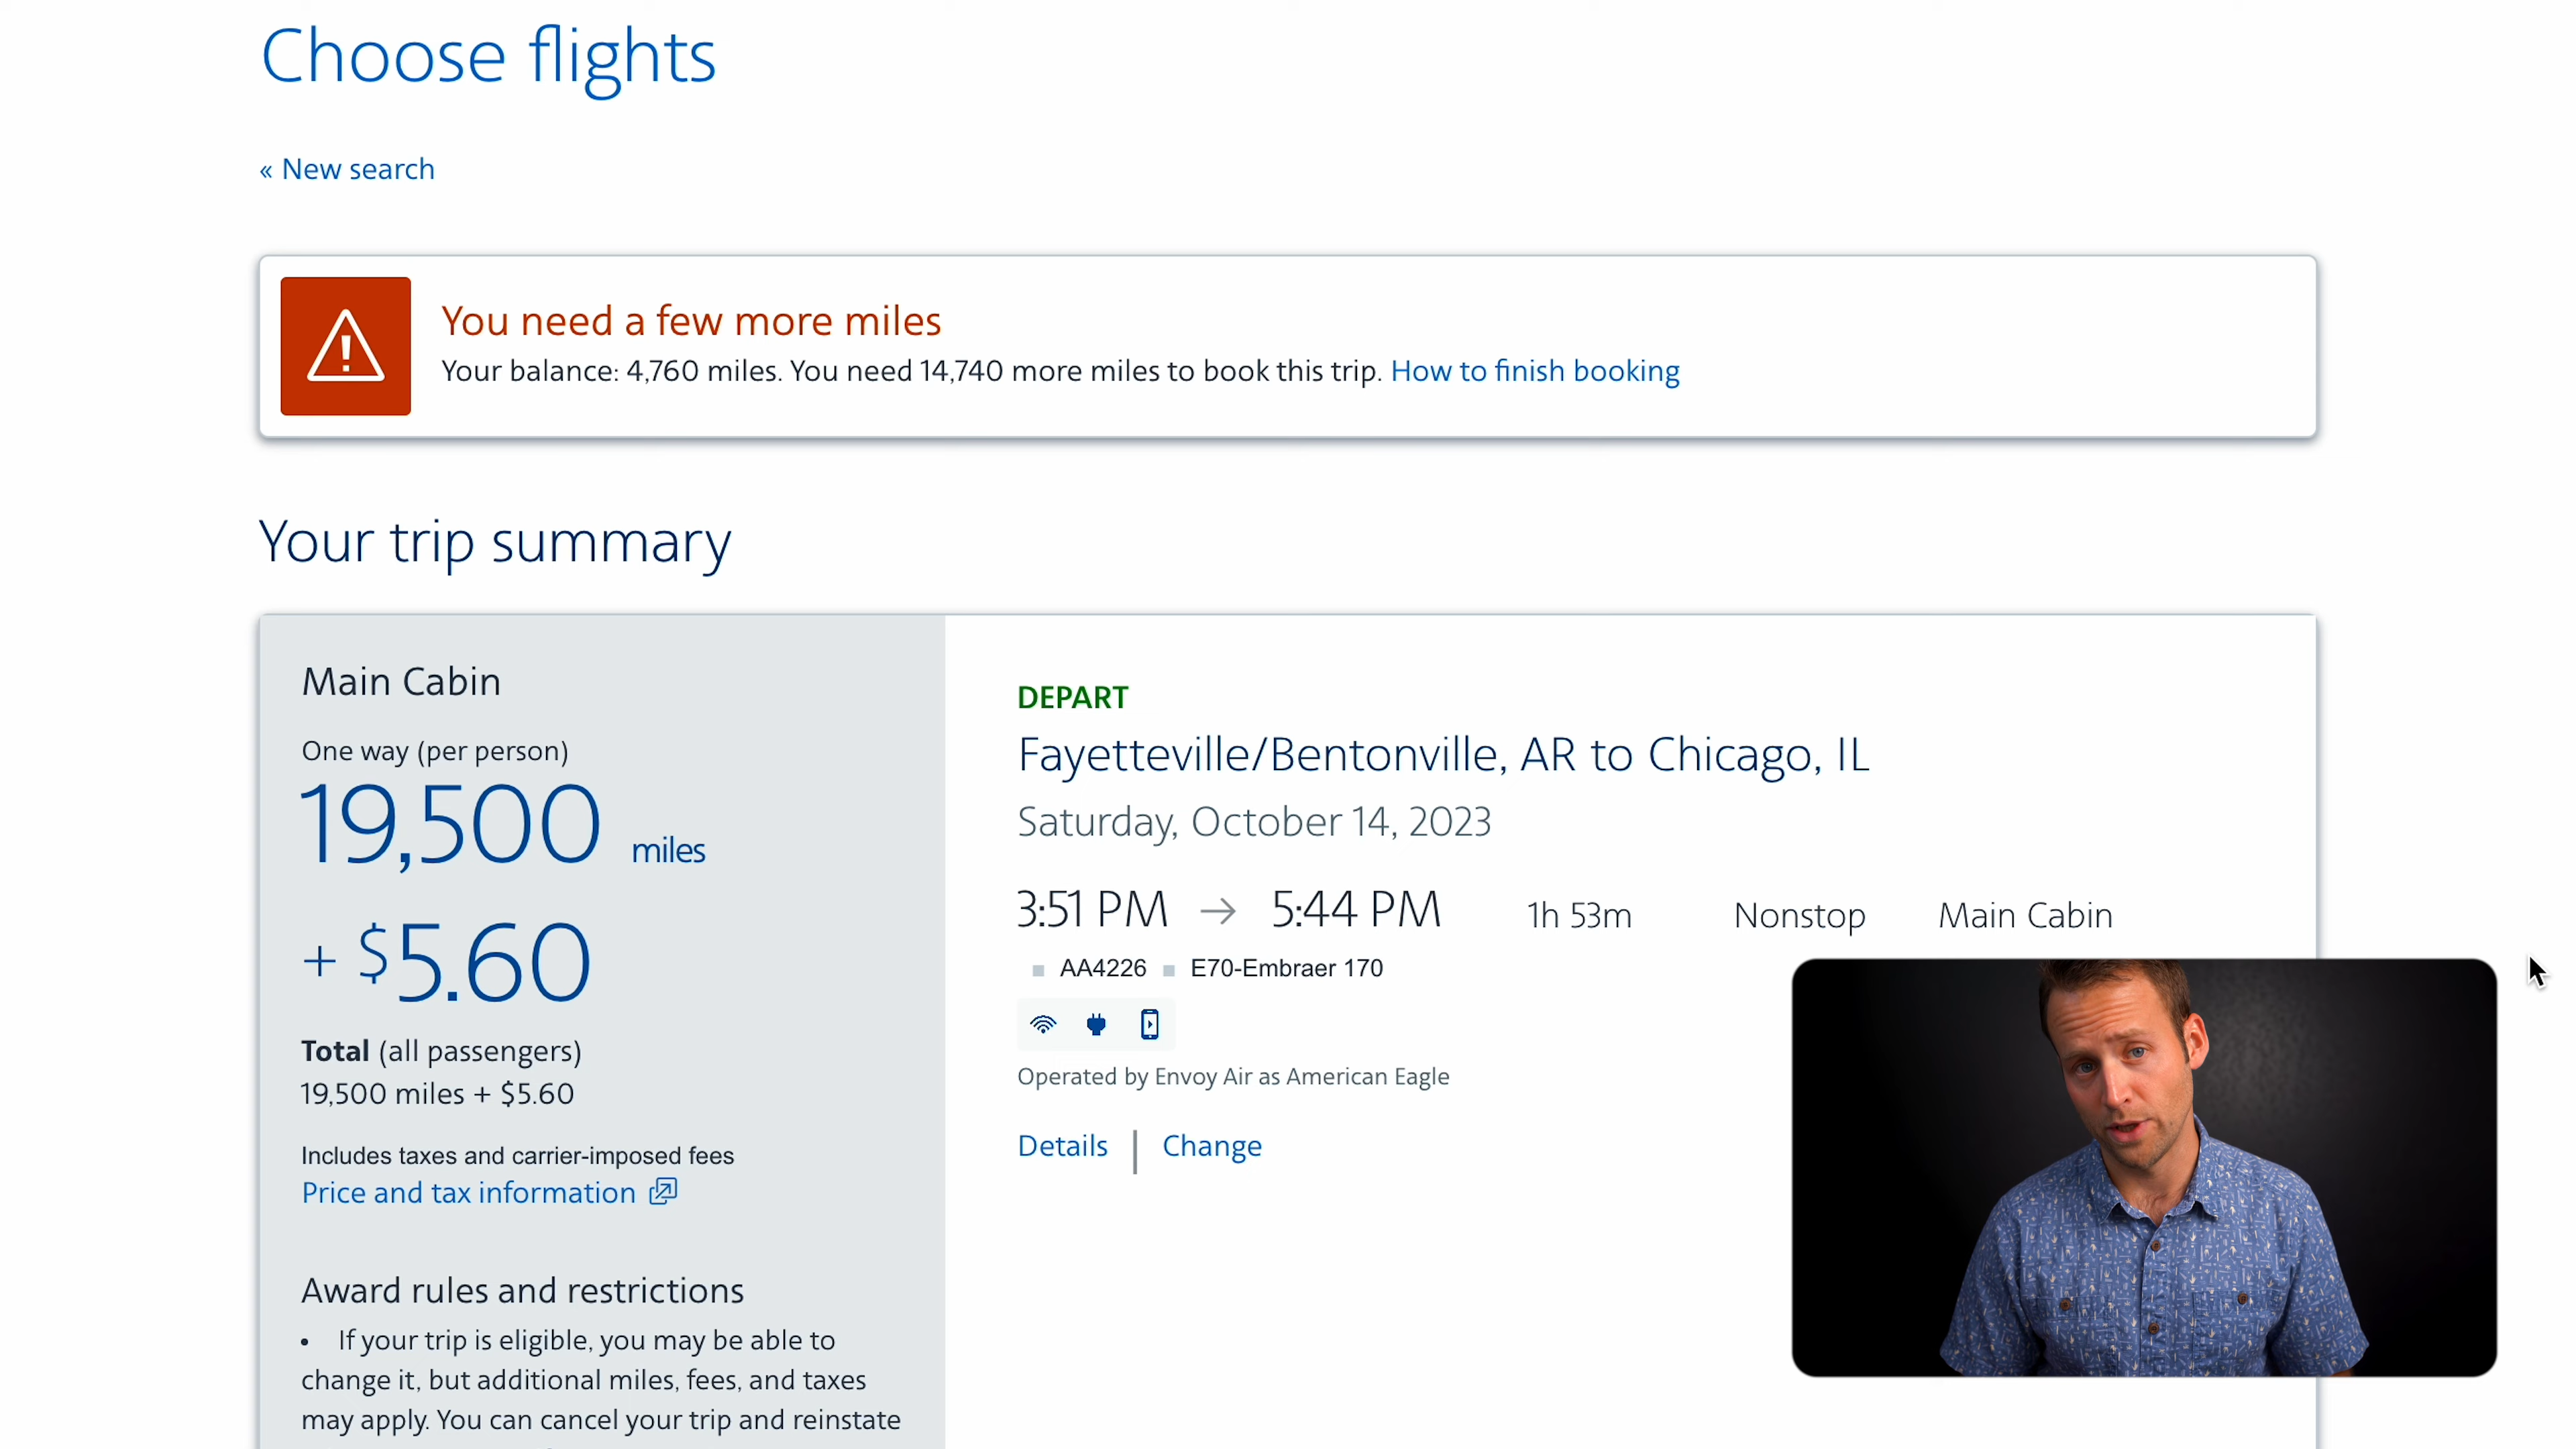 Choose flights
« New search
You need a few more miles
Your balance: 4,760 miles. You need 14,740 more miles to book this trip. How to finish booking
Your trip summary
Main Cabin
One way (per person)
19,500 miles
+ $5.60
Total (all passengers)
19,500 miles + $5.60
Includes taxes and carrier-imposed fees
Price and tax information
Award rules and restrictions
• If your trip is eligible, you may be able to
change it, but additional miles, fees, and taxes
may apply. You can cancel your trip and reinstate
DEPART
Fayetteville/Bentonville, AR to Chicago, IL
Saturday, October 14, 2023
3:51 PM → 5:44 PM 1h 53m Nonstop Main Cabin
AA4226 E70-Embraer 170
Operated by Envoy Air as American Eagle
Details | Change